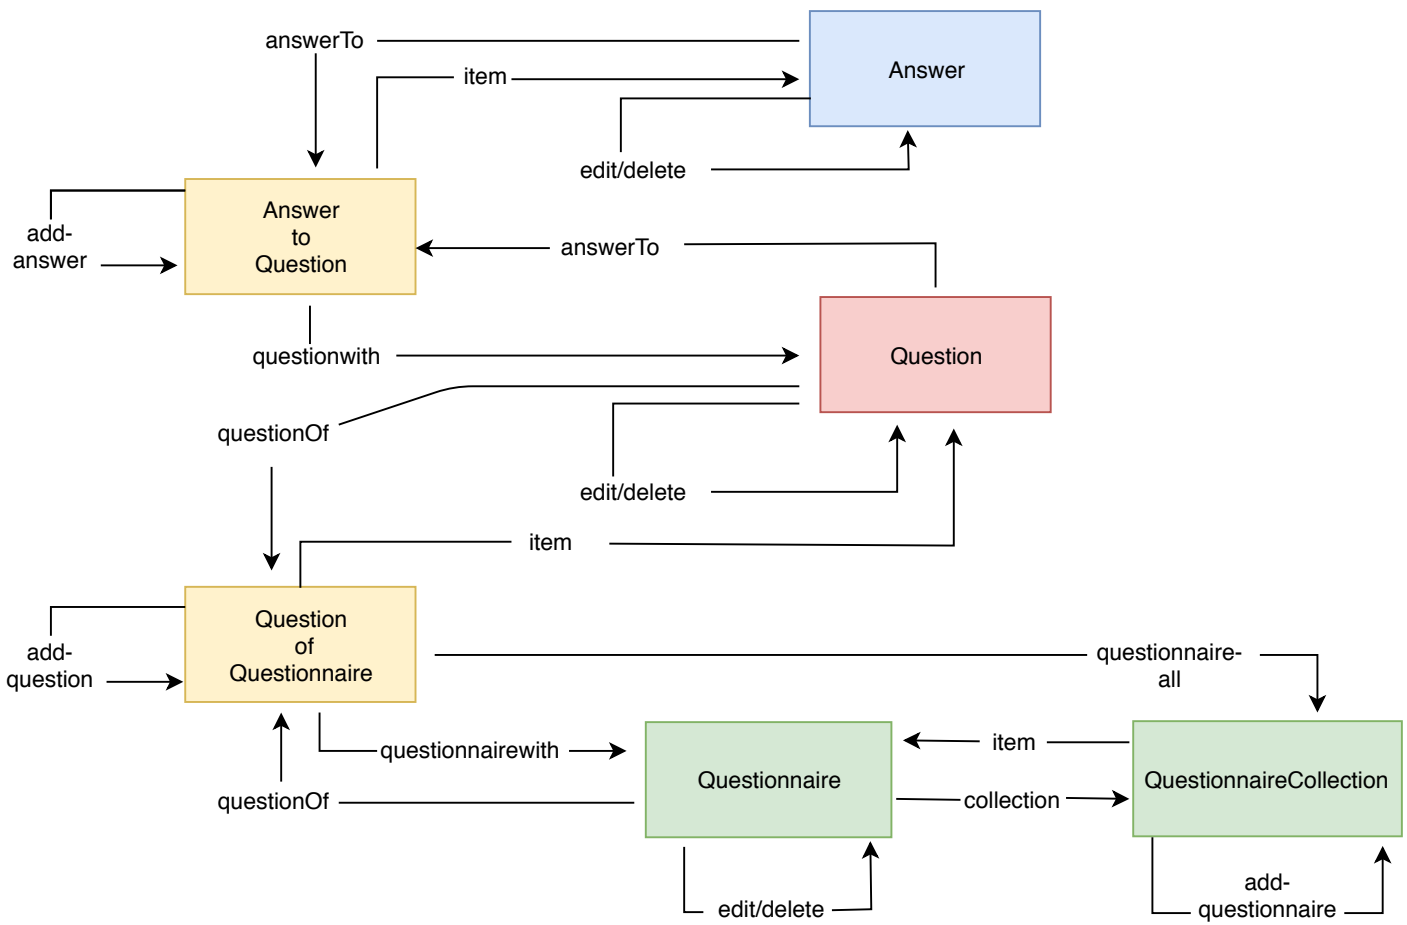 answerTo
Answer
item
edit/delete
Answer
to
Question
add-
answer
answerTo
questionwith
Question
questionOf
edit/delete
item
Question
of
Questionnaire
add-
question
questionnaire-
all
questionnairewith
item
Questionnaire
QuestionnaireCollection
questionOf
collection
edit/delete
add-
questionnaire